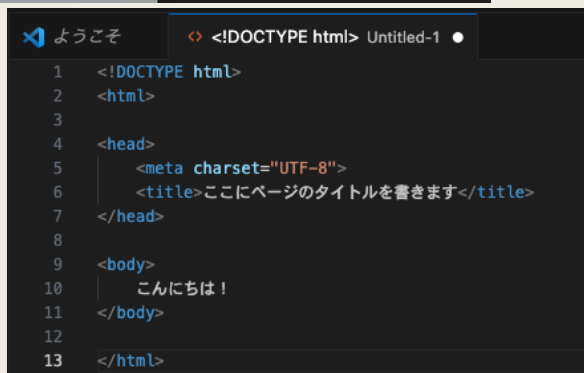 ようこそ
<> <!DOCTYPE html> Untitled-1 ●
1 <!DOCTYPE html>
2 <html>
3
4 <head>
5 <meta charset="UTF-8">
6 <title>ここにページのタイトルを書きます</title>
7 </head>
8
9 <body>
10 こんにちは！
11 </body>
12
13 </html>